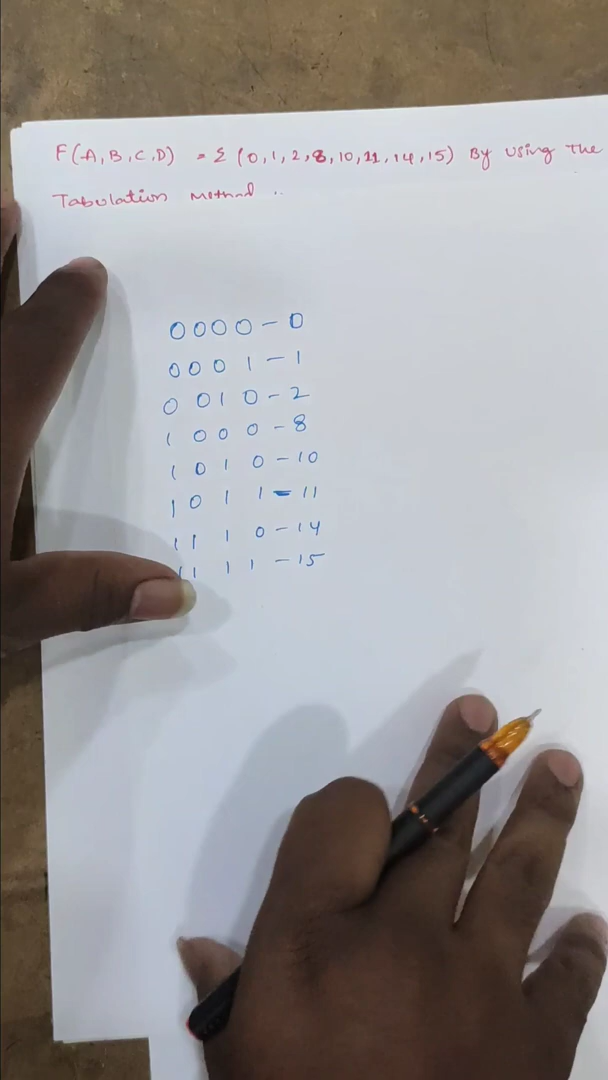 F(A,B,C,D) = Σ (0,1,2,8,10,11,14,15) By using The
Tabulation Method ..
0000 - 0
0001 - 1
0010 - 2
1000 - 8
1010 - 10
1011 - 11
1110 - 14
1111 - 15